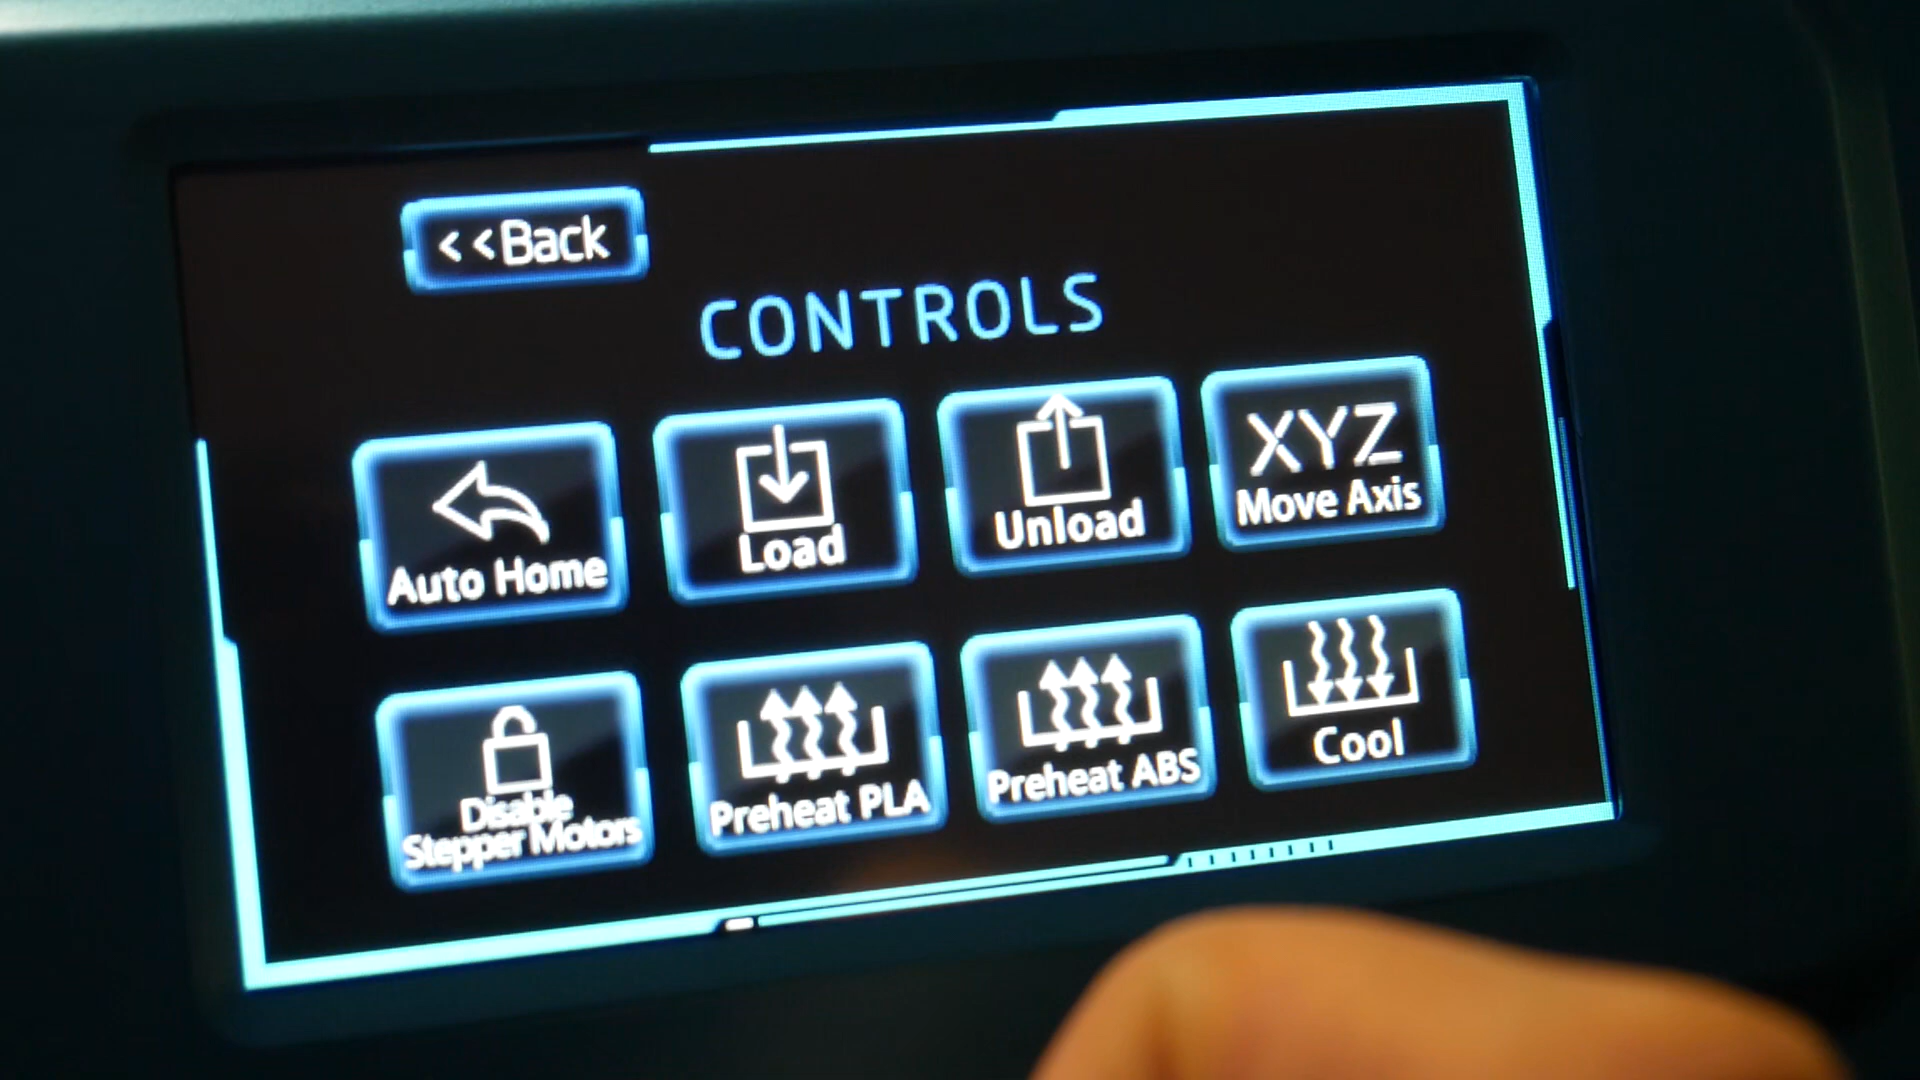 <<Back
CONTROLS
Auto Home
Load
Unload
XYZ
Move Axis
Disable
Stepper Motors
Preheat PLA
Preheat ABS
Cool